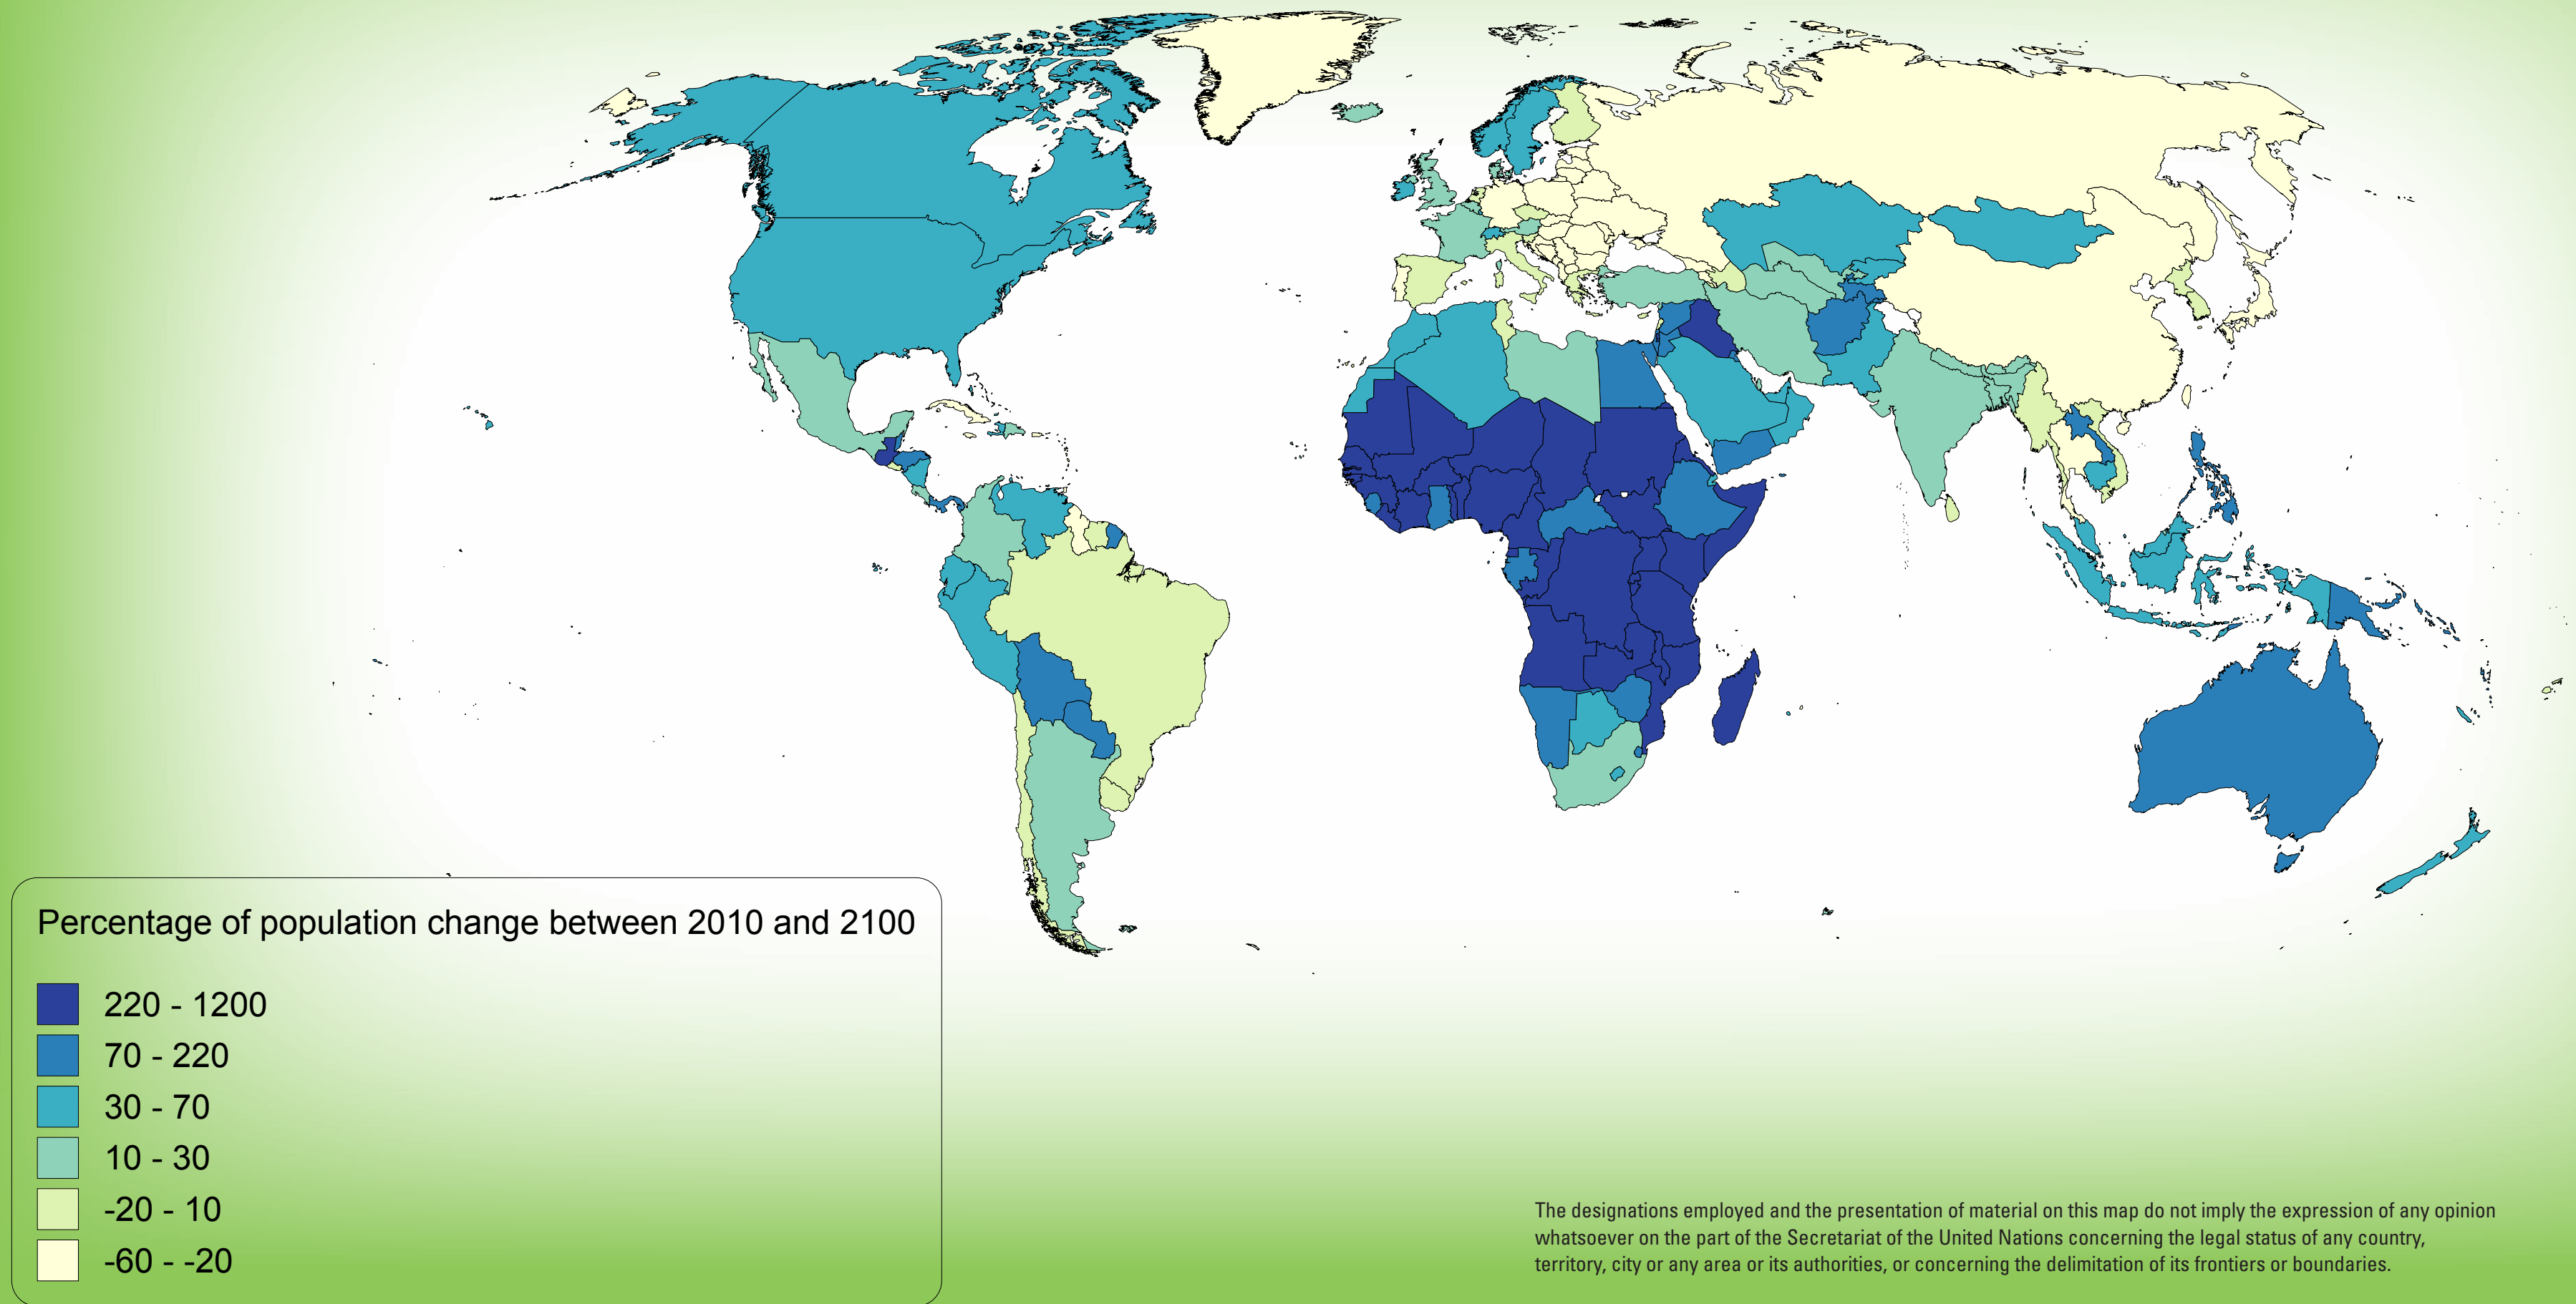 Percentage of population change between 2010 and 2100
220 - 1200
70 - 220
30 - 70
10 - 30
-20 - 10
-60 - -20
The designations employed and the presentation of material on this map do not imply the expression of any opinion
whatsoever on the part of the Secretariat of the United Nations concerning the legal status of any country,
territory, city or any area or its authorities, or concerning the delimitation of its frontiers or boundaries.